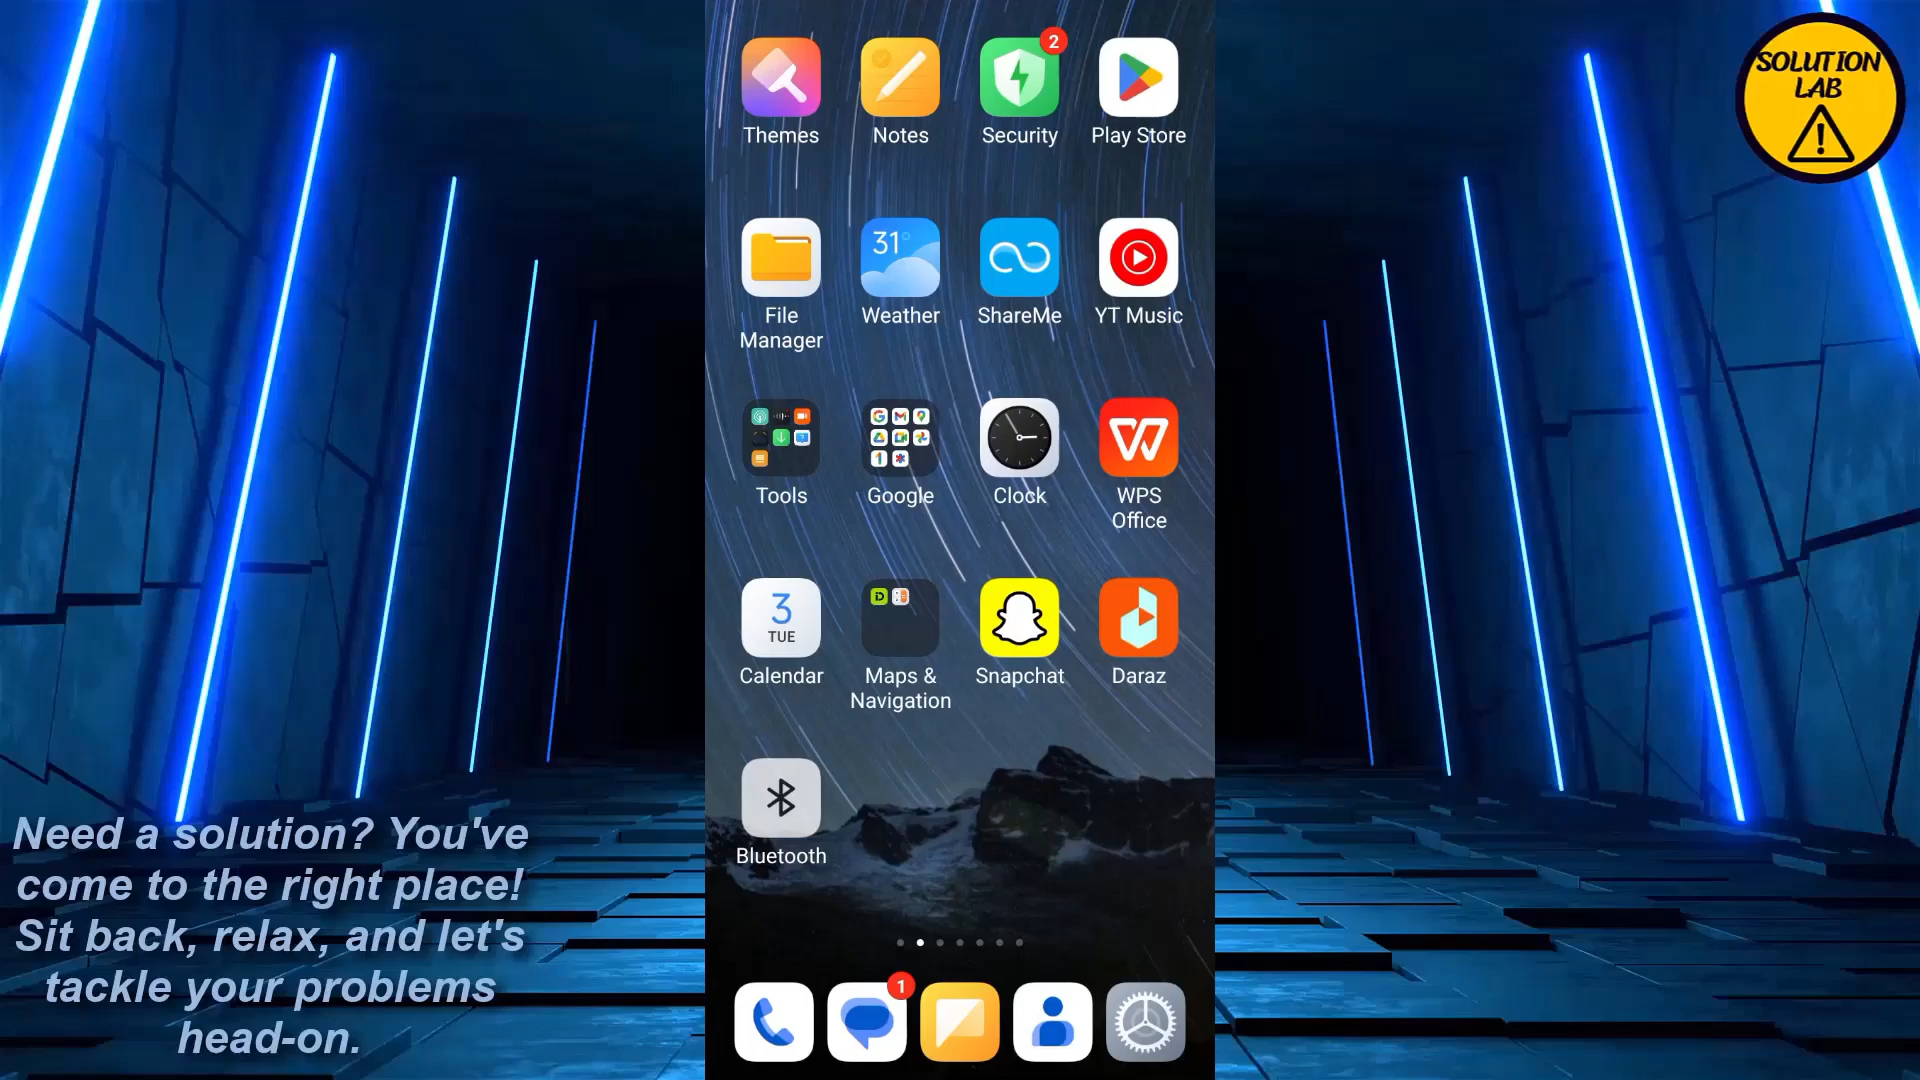 SOLUTION
LAB
2
Themes
Notes
Security
Play Store
31°
File
Manager
Weather
ShareMe
YT Music
Tools
Google
Clock
WPS
Office
3
TUE
Calendar
Maps &
Navigation
Snapchat
Daraz
Bluetooth
1
Need a solution? You've
come to the right place!
Sit back, relax, and let's
tackle your problems
head-on.